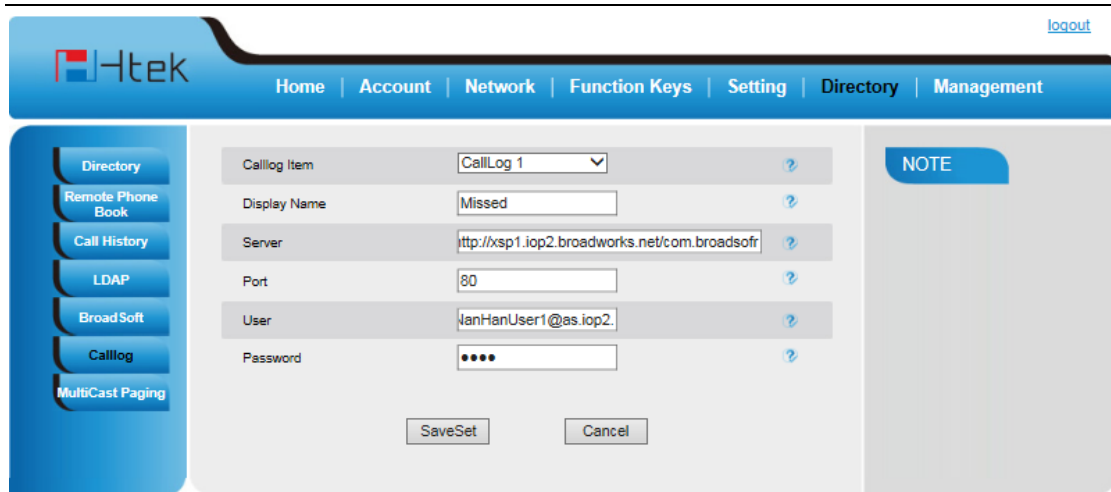 logout
Htek
Home | Account | Network | Function Keys | Setting | Directory | Management
Directory
Remote Phone
Book
Call History
LDAP
BroadSoft
Calllog
MultiCast Paging
Calllog Item CallLog 1
Display Name Missed
Server ttp://xsp1.iop2.broadworks.net/com.broadsofr
Port 80
User NanHanUser1@as.iop2.
Password ••••
SaveSet Cancel
NOTE